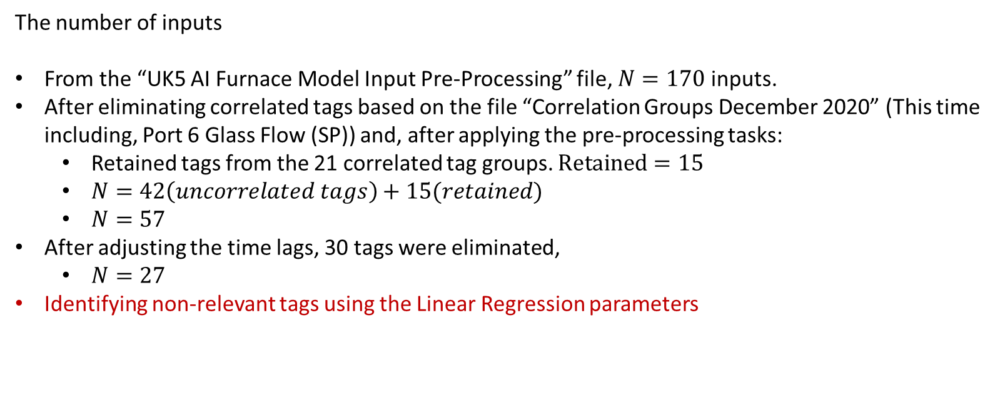 The number of inputs
• From the “UK5 AI Furnace Model Input Pre-Processing” file, N = 170 inputs.
• After eliminating correlated tags based on the file “Correlation Groups December 2020” (This time
including, Port 6 Glass Flow (SP)) and, after applying the pre-processing tasks:
• Retained tags from the 21 correlated tag groups. Retained = 15
• N = 42(uncorrelated tags) + 15(retained)
• N = 57
• After adjusting the time lags, 30 tags were eliminated,
• N = 27
• Identifying non-relevant tags using the Linear Regression parameters